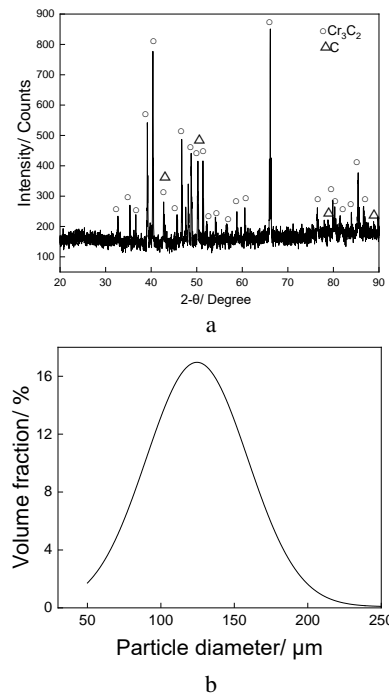 900
800
700
600
500
400
300
200
100
Intensity/ Counts
○Cr₃C₂
△C
20 30 40 50 60 70 80 90
2-θ/ Degree
a
16
12
8
4
0
Volume fraction/ %
50 100 150 200 250
Particle diameter/ μm
b